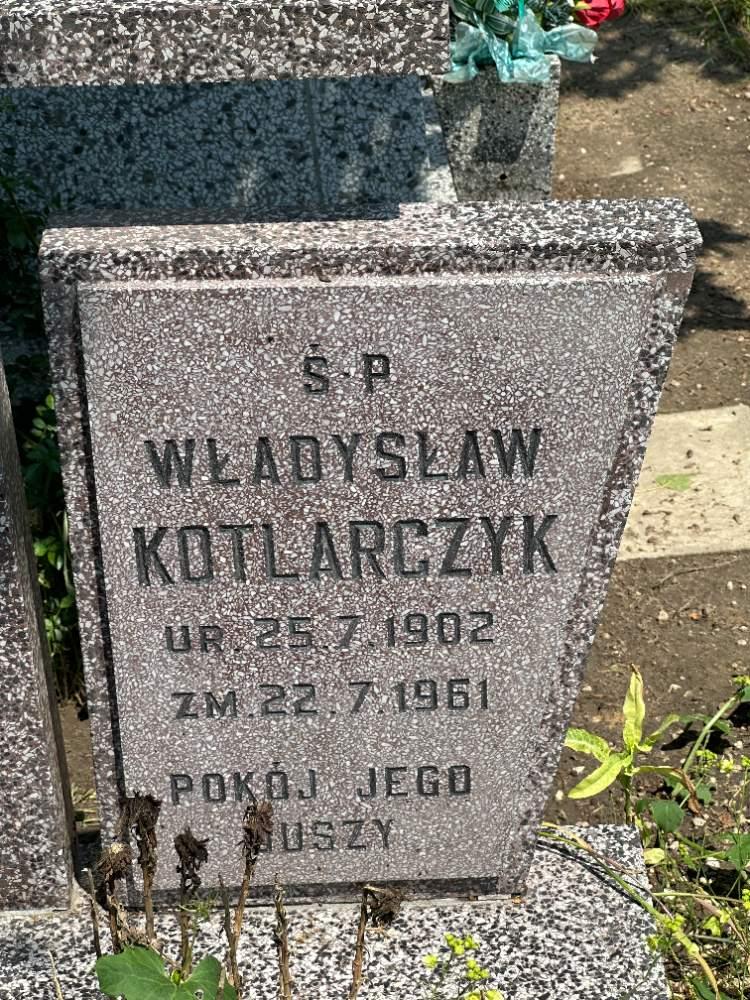 Ś.P
WŁADYSŁAW
KOTLARCZYK
UR. 25.7.1902
ZM. 22.7.1961
POKÓJ JEGO
DUSZY